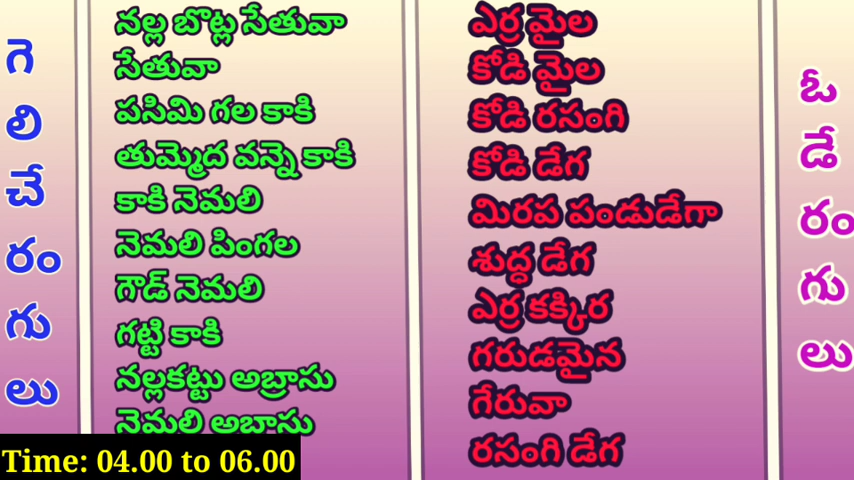 గెలిచే రంగులు
నల్ల బొట్ల సేతువా
సేతువా
పసిమి గల కాకి
తుమ్మెద వన్నె కాకి
కాకి నెమలి
నెమలి పింగల
గౌడ్ నెమలి
గట్టి కాకి
నల్లకట్టు అబ్రాసు
నెమలి అబ్రాసు
ఎర్ర మైల
కోడి మైల
కోడి రసంగి
కోడి డేగ
మిరప పండుడేగా
శుద్ధ డేగ
ఎర్ర కక్కిర
గరుడమైన
గేరువా
రసంగి డేగ
ఓడే రంగులు
Time: 04.00 to 06.00